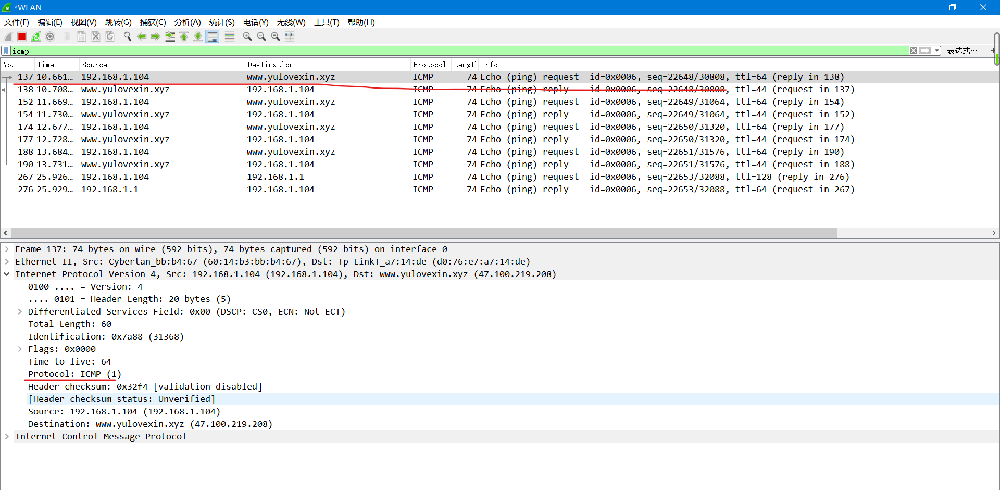 *WLAN
文件(F) 编辑(E) 视图(V) 跳转(G) 捕获(C) 分析(A) 统计(S) 电话(Y) 无线(W) 工具(T) 帮助(H)
icmp 表达式… +
No. Time Source Destination Protocol Lengtl Info
137 10.661… 192.168.1.104 www.yulovexin.xyz ICMP 74 Echo (ping) request id=0x0006, seq=22648/30808, ttl=64 (reply in 138)
138 10.708… www.yulovexin.xyz 192.168.1.104 ICMP 74 Echo (ping) reply id=0x0006, seq=22648/30808, ttl=44 (request in 137)
152 11.669… 192.168.1.104 www.yulovexin.xyz ICMP 74 Echo (ping) request id=0x0006, seq=22649/31064, ttl=64 (reply in 154)
154 11.730… www.yulovexin.xyz 192.168.1.104 ICMP 74 Echo (ping) reply id=0x0006, seq=22649/31064, ttl=44 (request in 152)
174 12.677… 192.168.1.104 www.yulovexin.xyz ICMP 74 Echo (ping) request id=0x0006, seq=22650/31320, ttl=64 (reply in 177)
177 12.728… www.yulovexin.xyz 192.168.1.104 ICMP 74 Echo (ping) reply id=0x0006, seq=22650/31320, ttl=44 (request in 174)
188 13.684… 192.168.1.104 www.yulovexin.xyz ICMP 74 Echo (ping) request id=0x0006, seq=22651/31576, ttl=64 (reply in 190)
190 13.731… www.yulovexin.xyz 192.168.1.104 ICMP 74 Echo (ping) reply id=0x0006, seq=22651/31576, ttl=44 (request in 188)
267 25.926… 192.168.1.104 192.168.1.1 ICMP 74 Echo (ping) request id=0x0006, seq=22653/32088, ttl=128 (reply in 276)
276 25.929… 192.168.1.1 192.168.1.104 ICMP 74 Echo (ping) reply id=0x0006, seq=22653/32088, ttl=64 (request in 267)
Frame 137: 74 bytes on wire (592 bits), 74 bytes captured (592 bits) on interface 0
Ethernet II, Src: Cybertan_bb:b4:67 (60:14:b3:bb:b4:67), Dst: Tp-LinkT_a7:14:de (d0:76:e7:a7:14:de)
Internet Protocol Version 4, Src: 192.168.1.104 (192.168.1.104), Dst: www.yulovexin.xyz (47.100.219.208)
0100 .... = Version: 4
.... 0101 = Header Length: 20 bytes (5)
Differentiated Services Field: 0x00 (DSCP: CS0, ECN: Not-ECT)
Total Length: 60
Identification: 0x7a88 (31368)
Flags: 0x0000
Time to live: 64
Protocol: ICMP (1)
Header checksum: 0x32f4 [validation disabled]
[Header checksum status: Unverified]
Source: 192.168.1.104 (192.168.1.104)
Destination: www.yulovexin.xyz (47.100.219.208)
Internet Control Message Protocol